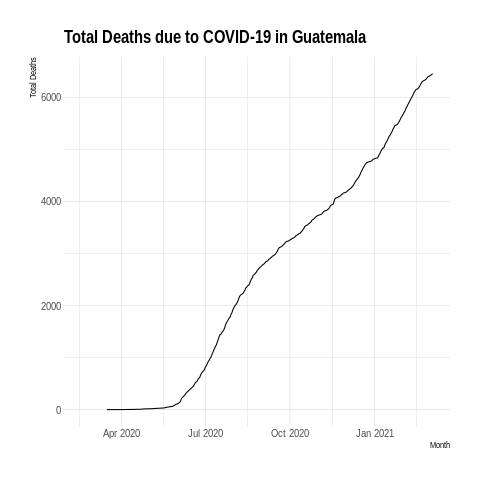 Total Deaths due to COVID-19 in Guatemala
Total Deaths
6000
4000
2000
0
Apr 2020 Jul 2020 Oct 2020 Jan 2021
Month